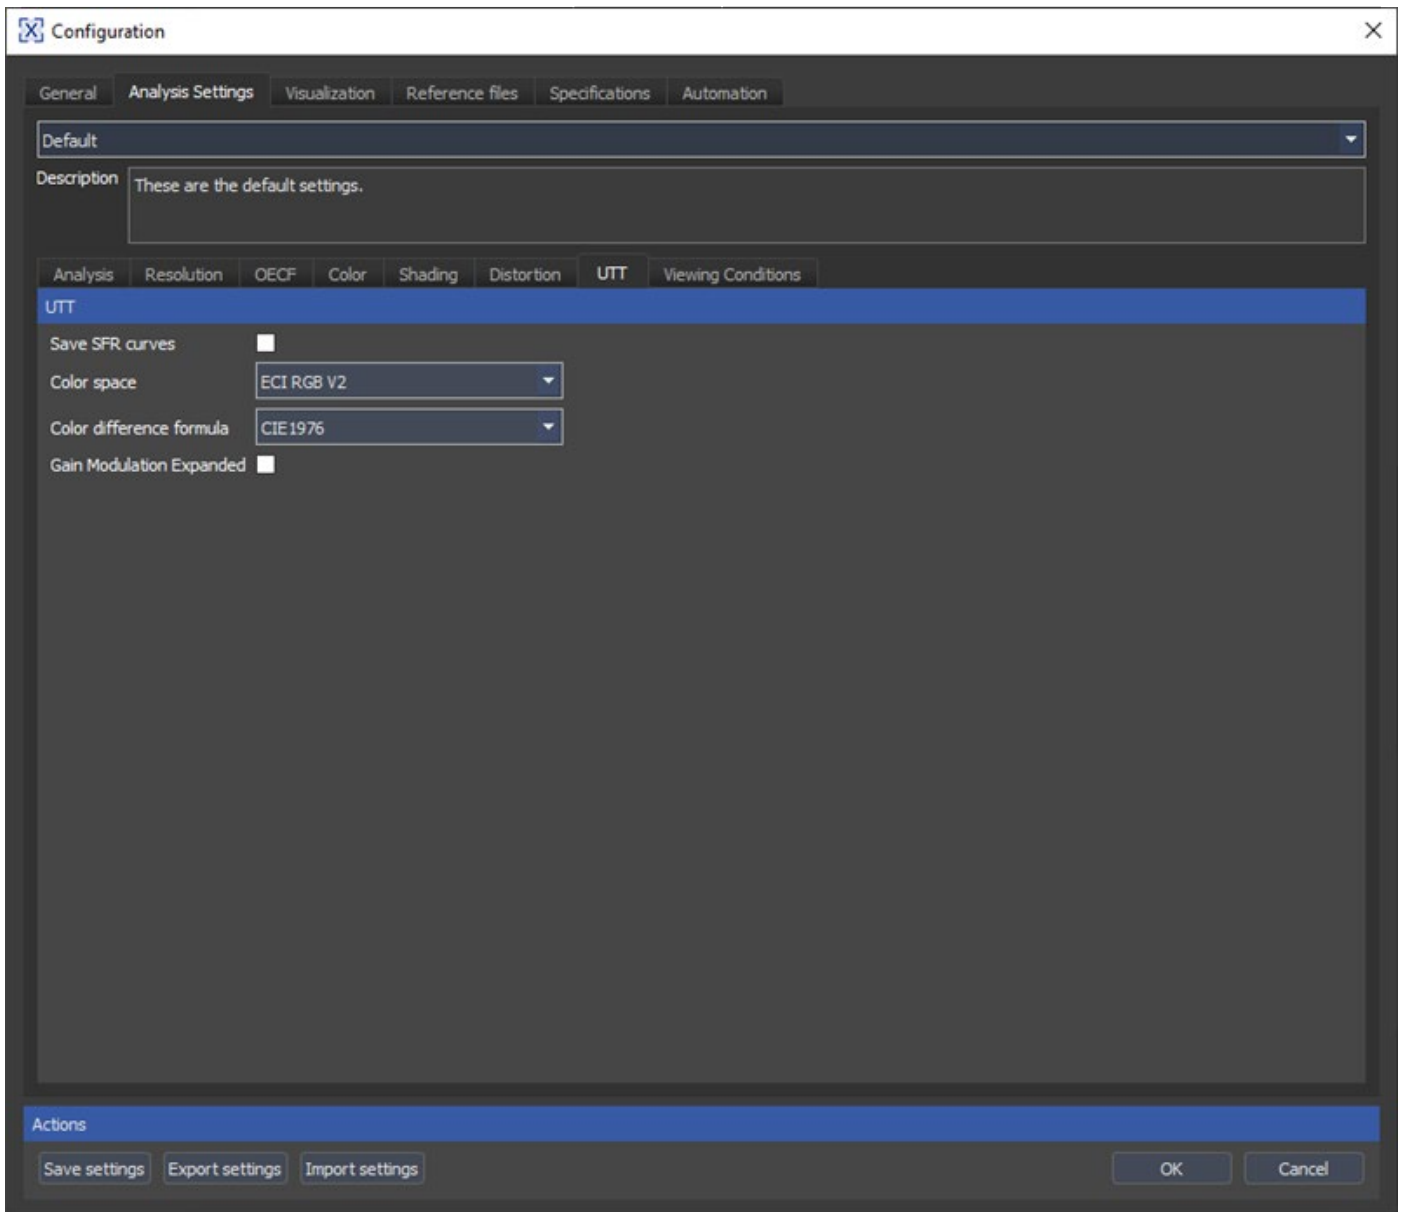 Configuration
General Analysis Settings Visualization Reference files Specifications Automation
Default
Description These are the default settings.
Analysis Resolution OECF Color Shading Distortion UTT Viewing Conditions
UTT
Save SFR curves
Color space ECI RGB V2
Color difference formula CIE1976
Gain Modulation Expanded
Actions
Save settings Export settings Import settings OK Cancel